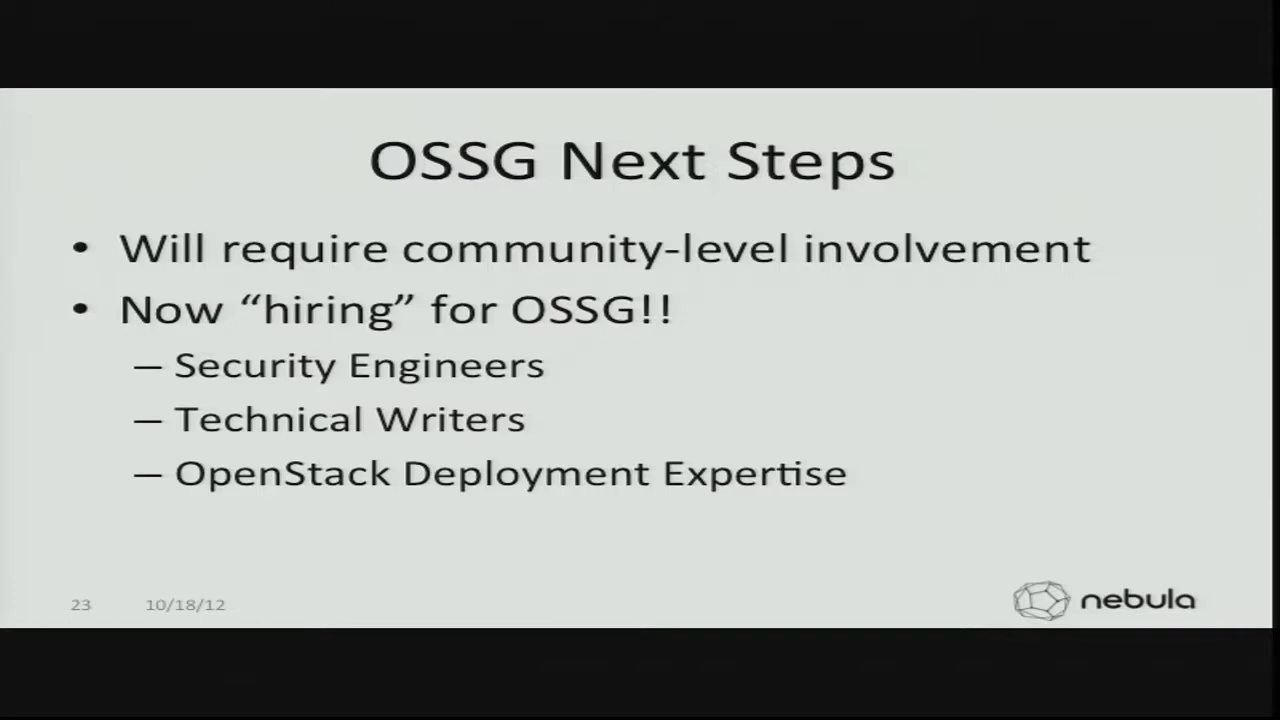 OSSG Next Steps
• Will require community-level involvement
• Now “hiring” for OSSG!!
– Security Engineers
– Technical Writers
– OpenStack Deployment Expertise
23 10/18/12
nebula